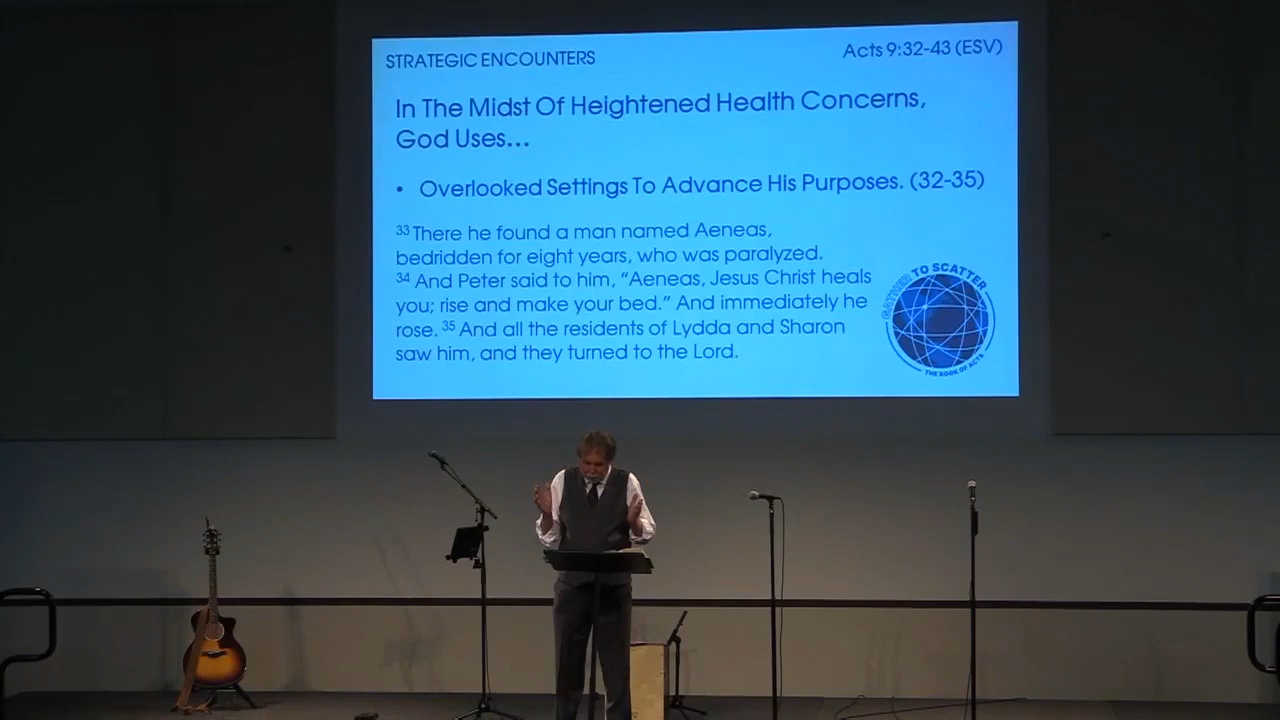 STRATEGIC ENCOUNTERS
Acts 9:32-43 (ESV)
In The Midst Of Heightened Health Concerns,
God Uses...
• Overlooked Settings To Advance His Purposes. (32-35)
33 There he found a man named Aeneas,
bedridden for eight years, who was paralyzed.
34 And Peter said to him, “Aeneas, Jesus Christ heals
you; rise and make your bed.” And immediately he
rose. 35 And all the residents of Lydda and Sharon
saw him, and they turned to the Lord.
GATHER TO SCATTER
THE BOOK OF ACTS